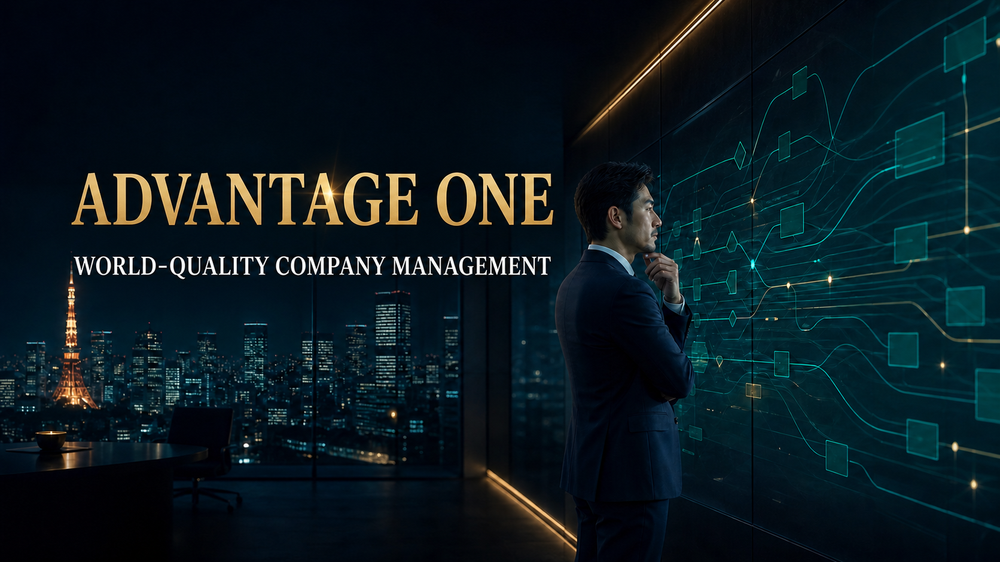 ADVANTAGE ONE
WORLD-QUALITY COMPANY MANAGEMENT